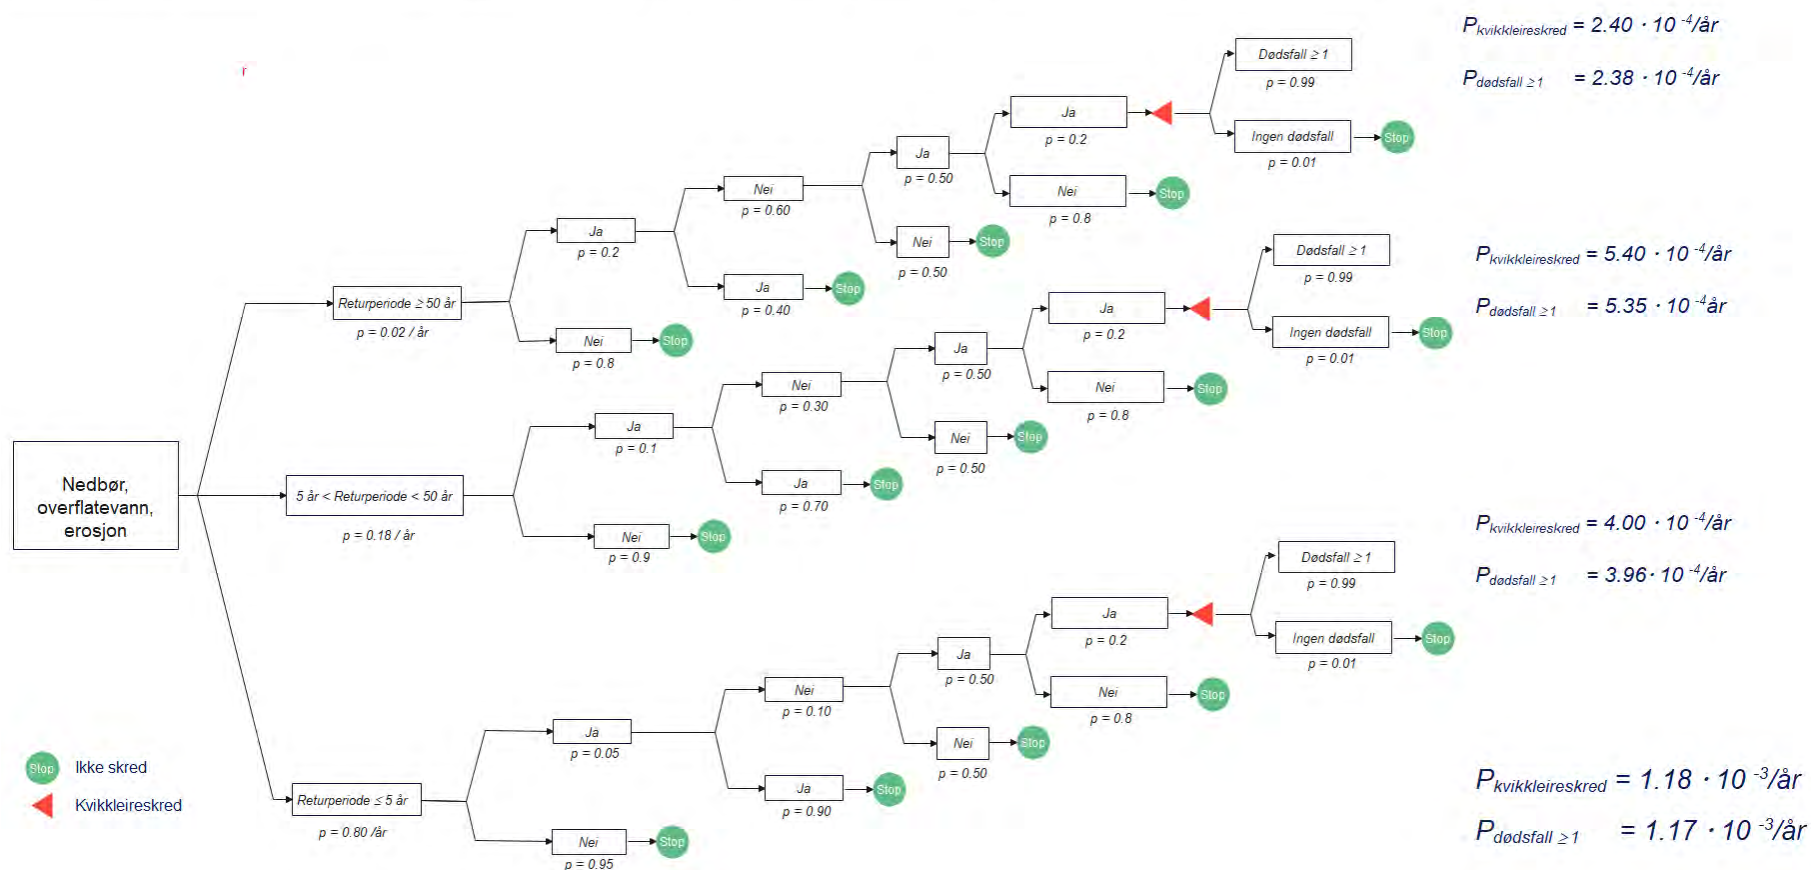 P kvikkleireskred = 2.40 · 10 -4/år
Dødsfall ≥ 1
r
P dødsfall ≥ 1 = 2.38 · 10 -4/år
p = 0.99
Ja
Ingen dødsfall
Stop
p = 0.2
p = 0.01
Ja
p = 0.50
Nei
Nei
Stop
p = 0.60
p = 0.8
Ja
Nei
Stop
p = 0.2
p = 0.50
Ja
Stop
p = 0.40
Returperiode ≥ 50 år
p = 0.02 / år
Nei
Stop
p = 0.8
Dødsfall ≥ 1
P kvikkleireskred = 5.40 · 10 -4/år
p = 0.99
P dødsfall ≥ 1 = 5.35 · 10 -4år
Ja
Ingen dødsfall
Stop
p = 0.2
p = 0.01
Ja
p = 0.50
Nei
Nei
Stop
p = 0.30
p = 0.8
Ja
Nei
Stop
p = 0.1
p = 0.50
Ja
Stop
p = 0.70
Nedbør,
overflatevann,
erosjon
5 år < Returperiode < 50 år
p = 0.18 / år
Nei
Stop
p = 0.9
P kvikkleireskred = 4.00 · 10 -4/år
Dødsfall ≥ 1
P dødsfall ≥ 1 = 3.96 · 10 -4/år
p = 0.99
Ja
Ingen dødsfall
Stop
p = 0.2
p = 0.01
Ja
p = 0.50
Nei
Nei
Stop
p = 0.10
p = 0.8
Ja
Nei
Stop
p = 0.05
p = 0.50
Ja
Stop
p = 0.90
Returperiode ≤ 5 år
p = 0.80 /år
Nei
Stop
p = 0.95
Stop Ikke skred
Kvikkleireskred
P kvikkleireskred = 1.18 · 10 -3/år
P dødsfall ≥ 1 = 1.17 · 10 -3/år